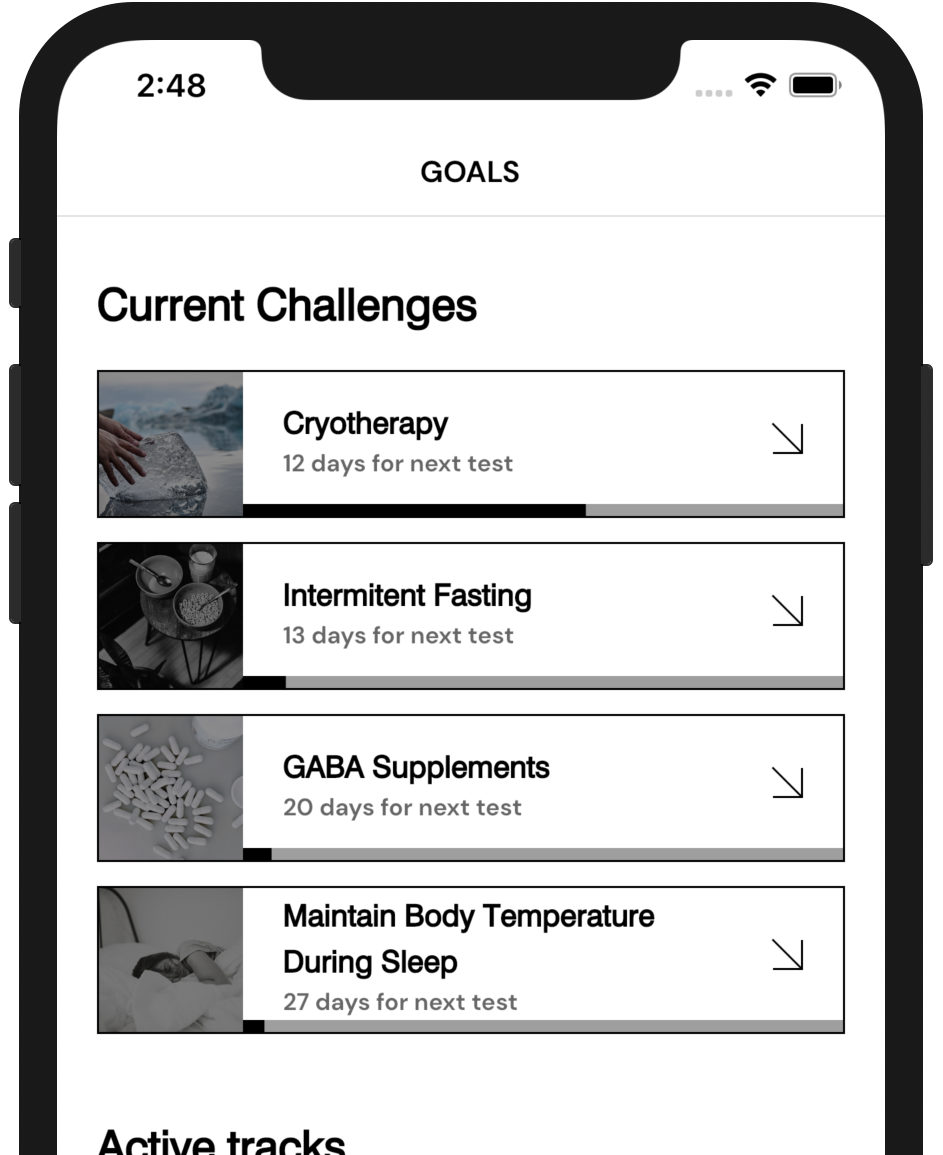 2:48
GOALS
Current Challenges
Cryotherapy
12 days for next test
Intermitent Fasting
13 days for next test
GABA Supplements
20 days for next test
Maintain Body Temperature
During Sleep
27 days for next test
Active tracks